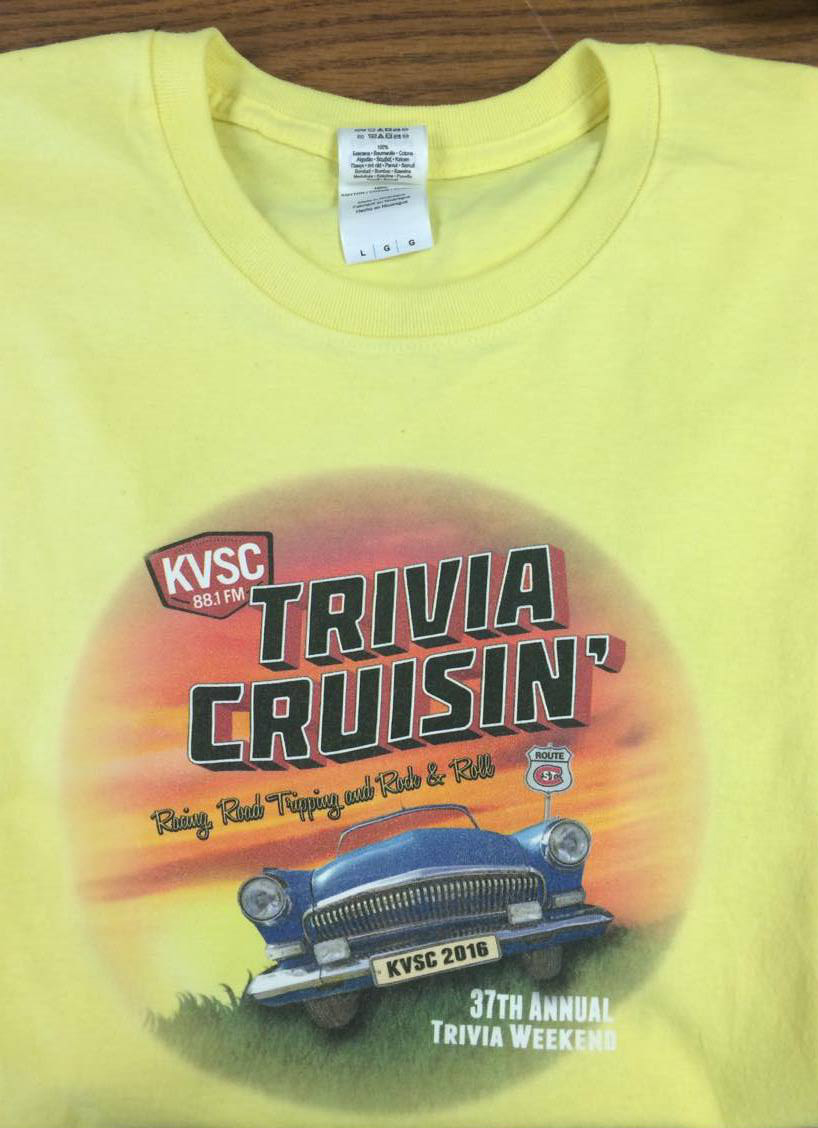 100%
L | G | G
KVSC
88.1 FM
TRIVIA
CRUISIN'
Racing, Road Tripping and Rock & Roll
ROUTE
KVSC 2016
37TH ANNUAL
TRIVIA WEEKEND